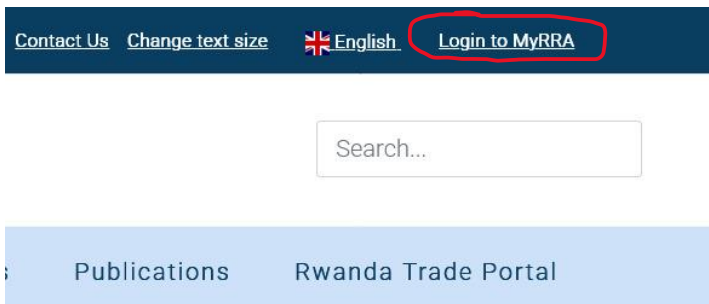 Contact Us Change text size English Login to MyRRA
Search...
Publications Rwanda Trade Portal